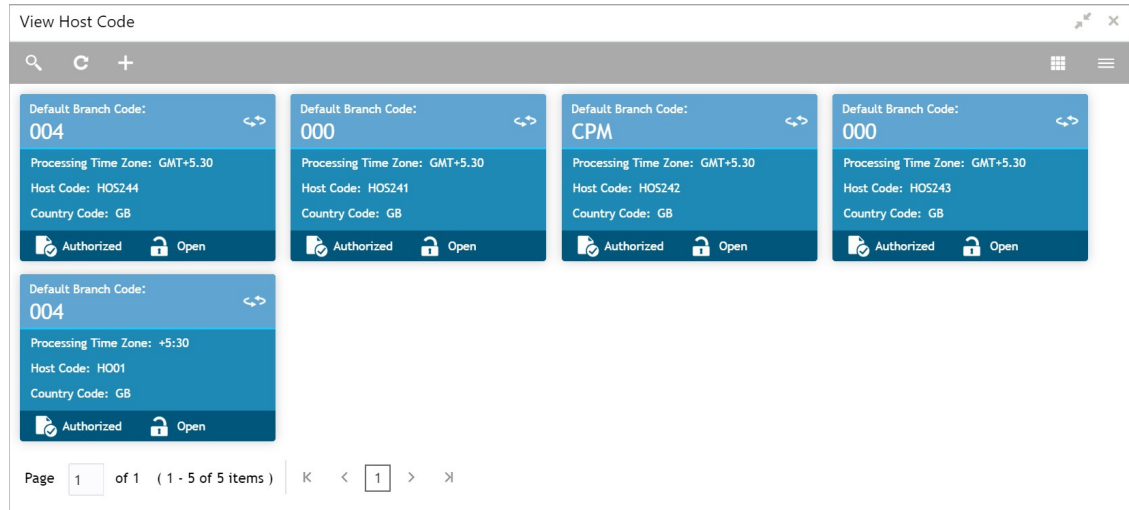 View Host Code
Default Branch Code:
004
Processing Time Zone: GMT+5.30
Host Code: HOS244
Country Code: GB
Authorized Open
Default Branch Code:
000
Processing Time Zone: GMT+5.30
Host Code: HOS241
Country Code: GB
Authorized Open
Default Branch Code:
CPM
Processing Time Zone: GMT+5.30
Host Code: HOS242
Country Code: GB
Authorized Open
Default Branch Code:
000
Processing Time Zone: GMT+5.30
Host Code: HOS243
Country Code: GB
Authorized Open
Default Branch Code:
004
Processing Time Zone: +5:30
Host Code: HO01
Country Code: GB
Authorized Open
Page 1 of 1 ( 1 - 5 of 5 items ) 1